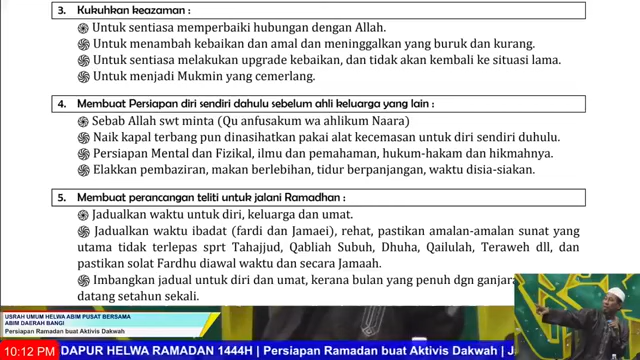 3. Kukuhkan keazaman :
Untuk sentiasa memperbaiki hubungan dengan Allah.
Untuk menambah kebaikan dan amal dan meninggalkan yang buruk dan kurang.
Untuk sentiasa melakukan upgrade kebaikan, dan tidak akan kembali ke situasi lama.
Untuk menjadi Mukmin yang cemerlang.
4. Membuat Persiapan diri sendiri dahulu sebelum ahli keluarga yang lain :
Sebab Allah swt minta (Qu anfusakum wa ahlikum Naara)
Naik kapal terbang pun dinasihatkan pakai alat kecemasan untuk diri sendiri duhulu.
Persiapan Mental dan Fizikal, ilmu dan pemahaman, hukum-hakam dan hikmahnya.
Elakkan pembaziran, makan berlebihan, tidur berpanjangan, waktu disia-siakan.
5. Membuat perancangan teliti untuk jalani Ramadhan :
Jadualkan waktu untuk diri, keluarga dan umat.
Jadualkan waktu ibadat (fardi dan Jamaei), rehat, pastikan amalan-amalan sunat yang
utama tidak terlepas sprt Tahajjud, Qabliah Subuh, Dhuha, Qailulah, Teraweh dll, dan
pastikan solat Fardhu diawal waktu dan secara Jamaah.
Imbangkan jadual untuk diri dan umat, kerana bulan yang penuh dgn ganjara
datang setahun sekali.
USRAH UMUM HELWA ABIM PUSAT BERSAMA
ABIM DAERAH BANGI
Persiapan Ramadan buat Aktivis Dakwah
10:12 PM DAPUR HELWA RAMADAN 1444H | Persiapan Ramadan buat Aktivis Dakwah | J